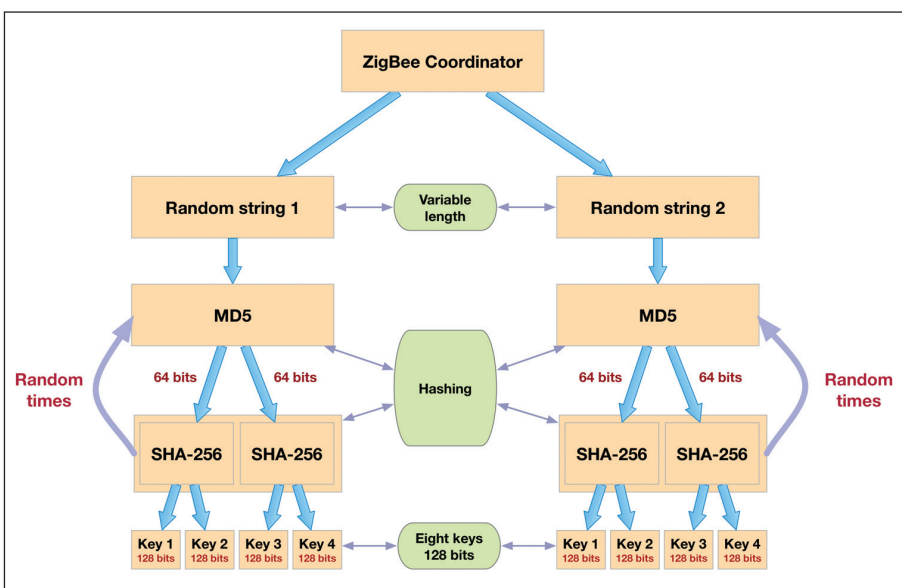 ZigBee Coordinator
Random string 1
Variable
length
Random string 2
MD5
MD5
Random
times
64 bits
64 bits
Hashing
64 bits
64 bits
Random
times
SHA-256
SHA-256
SHA-256
SHA-256
Key 1
128 bits
Key 2
128 bits
Key 3
128 bits
Key 4
128 bits
Eight keys
128 bits
Key 1
128 bits
Key 2
128 bits
Key 3
128 bits
Key 4
128 bits